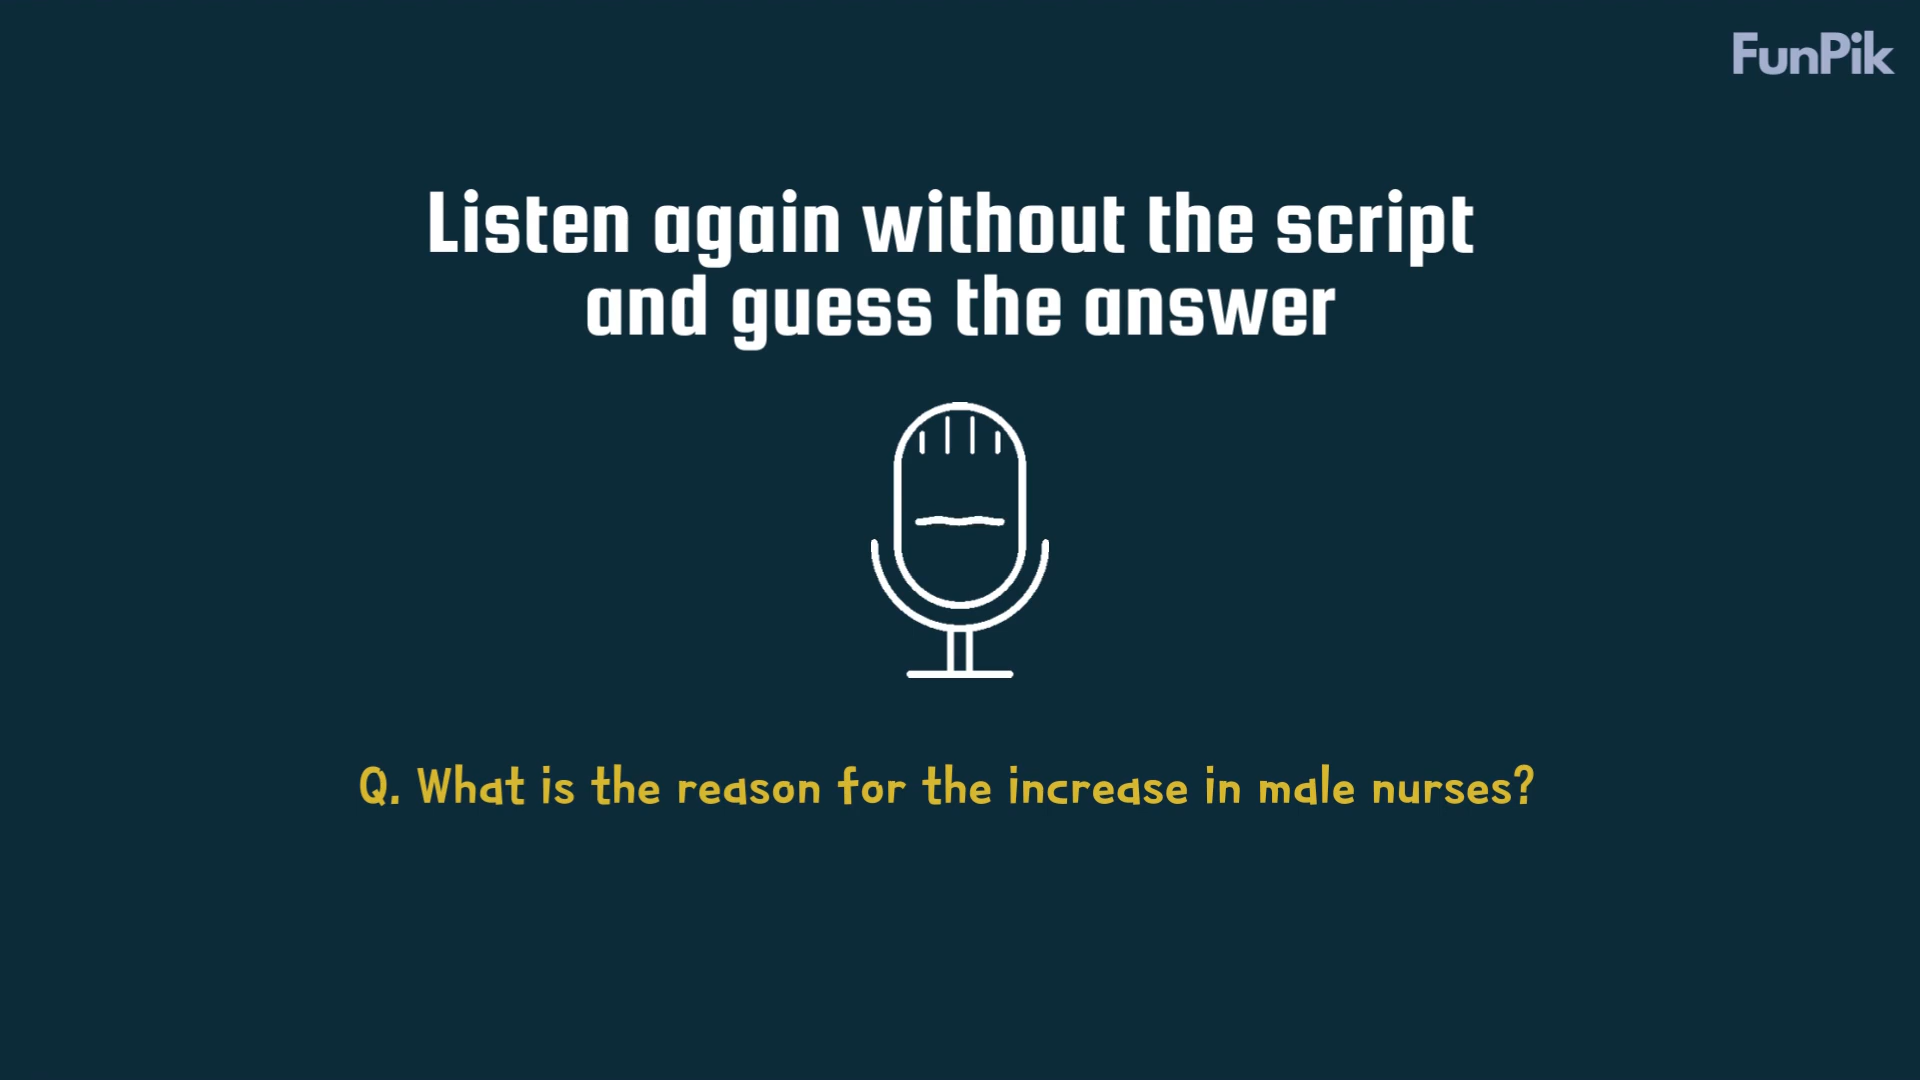 FunPik
Listen again without the script
and guess the answer
Q. What is the reason for the increase in male nurses?